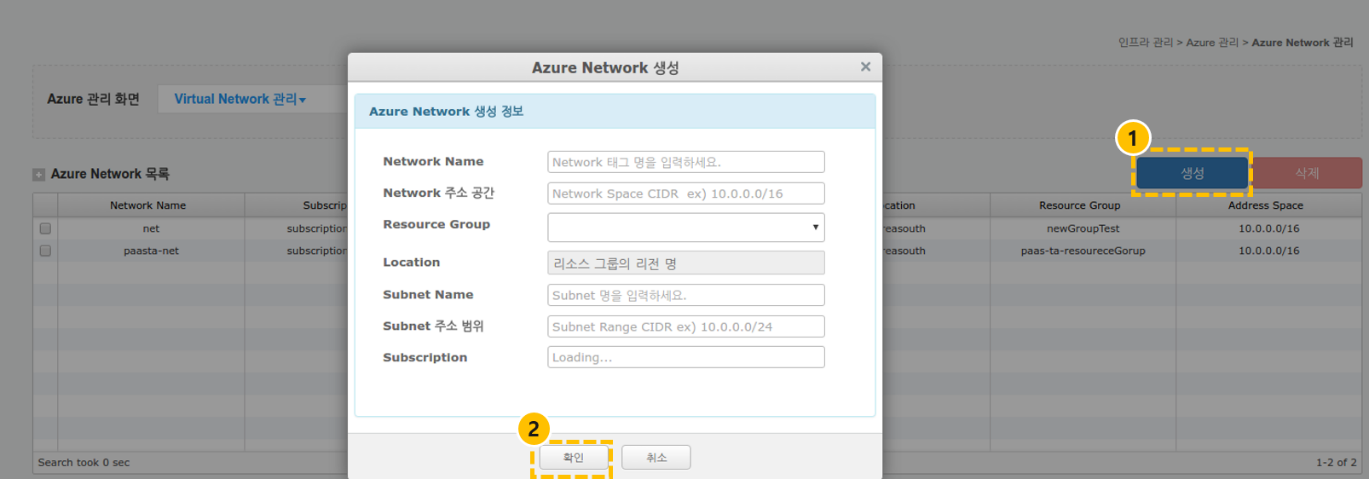 인프라 관리 > Azure 관리 > Azure Network 관리
Azure 관리 화면
Virtual Network 관리▾
Azure Network 생성
×
Azure Network 생성 정보
Network Name
Network 태그 명을 입력하세요.
Network 주소 공간
Network Space CIDR ex) 10.0.0.0/16
Resource Group
Location
리소스 그룹의 리전 명
Subnet Name
Subnet 명을 입력하세요.
Subnet 주소 범위
Subnet Range CIDR ex) 10.0.0.0/24
Subscription
Loading...
2
확인
취소
1
생성
삭제
Azure Network 목록
Network Name Subscrip cation Resource Group Address Space
net subscription easouth newGroupTest 10.0.0.0/16
paasta-net subscription easouth paas-ta-resoureceGorup 10.0.0.0/16
Search took 0 sec
1-2 of 2